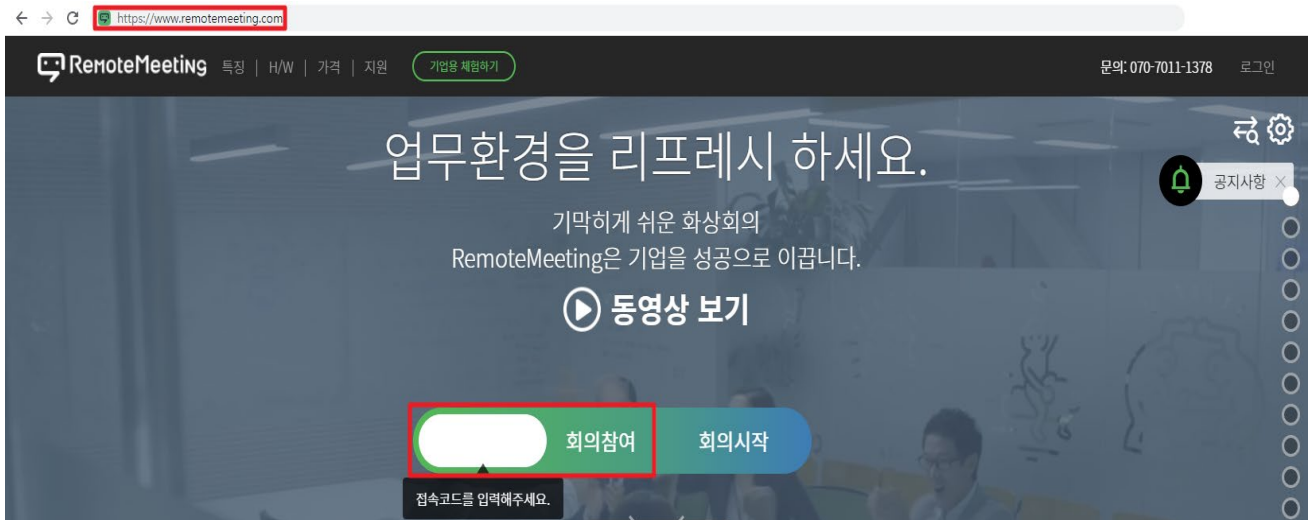 https://www.remotemeeting.com
RemoteMeeting 특징 | H/W | 가격 | 지원 기업용 체험하기 문의: 070-7011-1378 로그인
업무환경을 리프레시 하세요.
공지사항
기막히게 쉬운 화상회의
RemoteMeeting은 기업을 성공으로 이끕니다.
동영상 보기
회의참여 회의시작
접속코드를 입력해주세요.